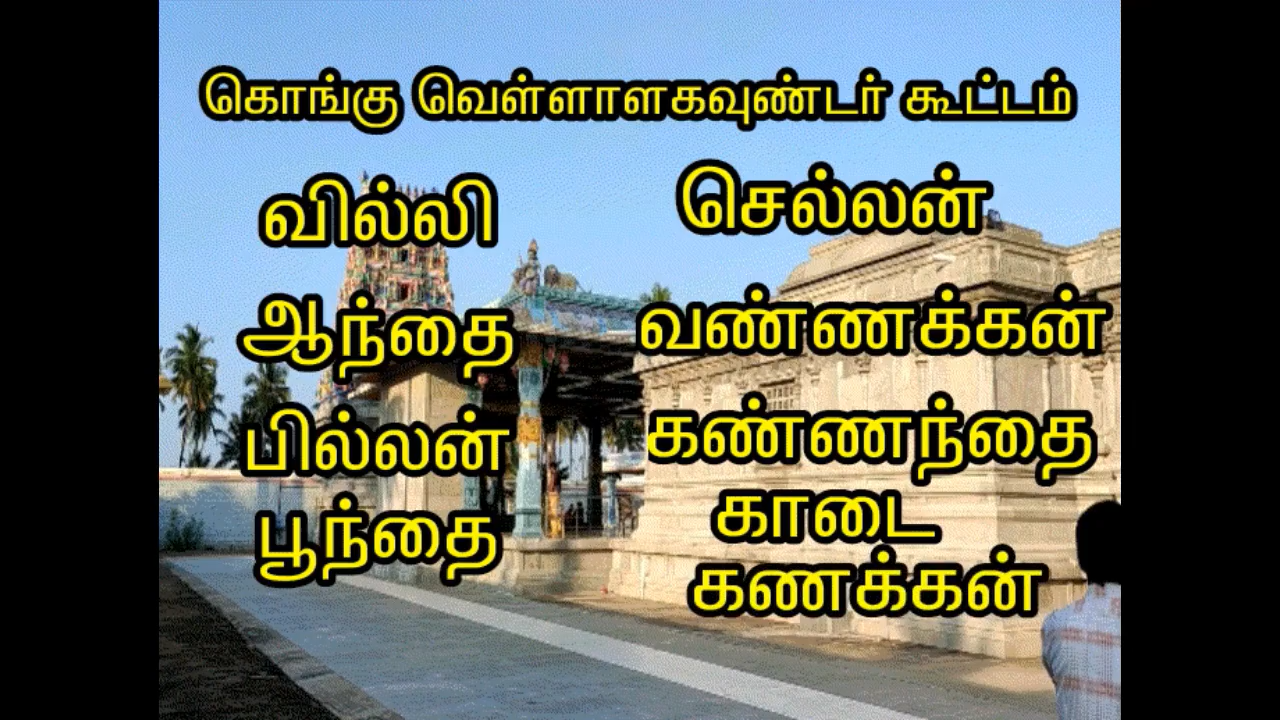 கொங்கு வெள்ளாளகவுண்டர் கூட்டம்
வில்லி
செல்லன்
ஆந்தை
வண்ணக்கன்
பில்லன்
கண்ணந்தை
பூந்தை
காடை
கணக்கன்